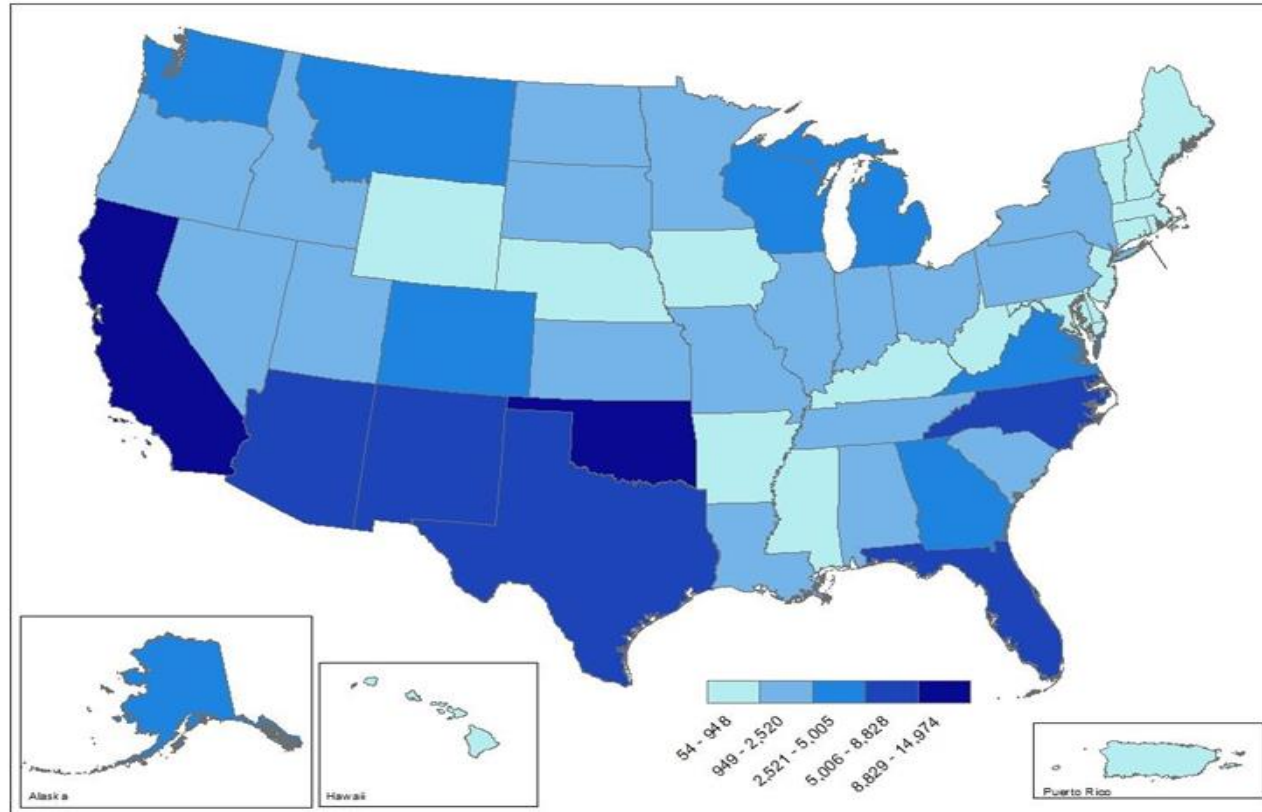 54 - 948
949 - 2,520
2,521 - 5,005
5,006 - 8,828
8,829 - 14,974
Alaska
Hawaii
Puerto Rico